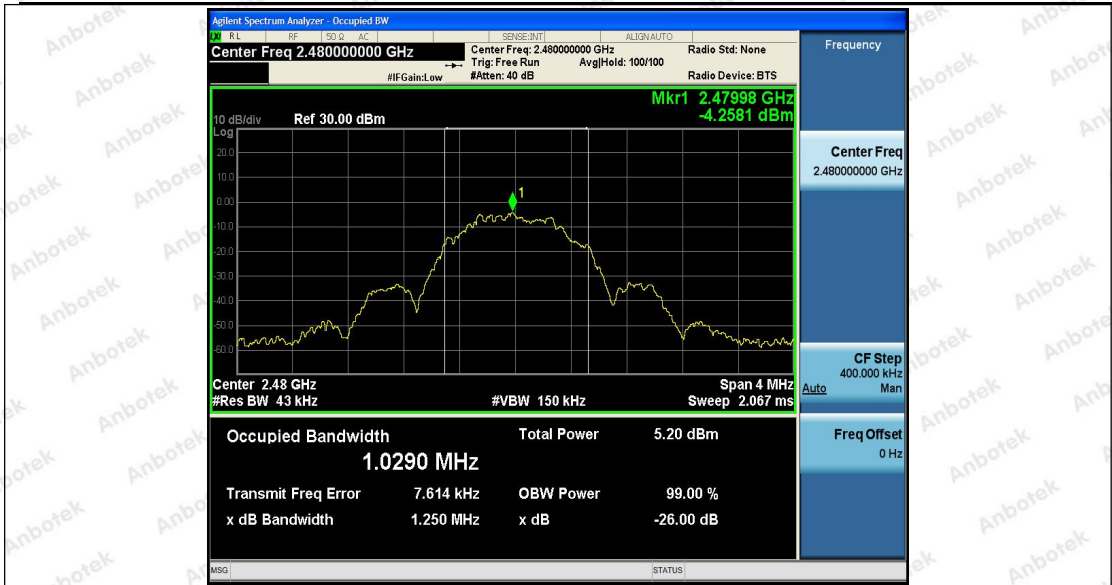 Agilent Spectrum Analyzer - Occupied BW
LXI RL RF 50 Ω AC SENSE:INT ALIGN AUTO
Center Freq 2.480000000 GHz
Center Freq: 2.480000000 GHz
Radio Std: None
Trig: Free Run
Avg|Hold: 100/100
#IFGain:Low
#Atten: 40 dB
Radio Device: BTS
Frequency
Mkr1 2.47998 GHz
-4.2581 dBm
10 dB/div
Ref 30.00 dBm
Log
20.0
10.0
0.00
-10.0
-20.0
-30.0
-40.0
-50.0
-60.0
1
Center Freq
2.480000000 GHz
CF Step
400.000 kHz
Auto Man
Freq Offset
0 Hz
Center 2.48 GHz
Span 4 MHz
#Res BW 43 kHz
#VBW 150 kHz
Sweep 2.067 ms
Occupied Bandwidth
Total Power
5.20 dBm
1.0290 MHz
Transmit Freq Error
7.614 kHz
OBW Power
99.00 %
x dB Bandwidth
1.250 MHz
x dB
-26.00 dB
MSG
STATUS
Anbotek